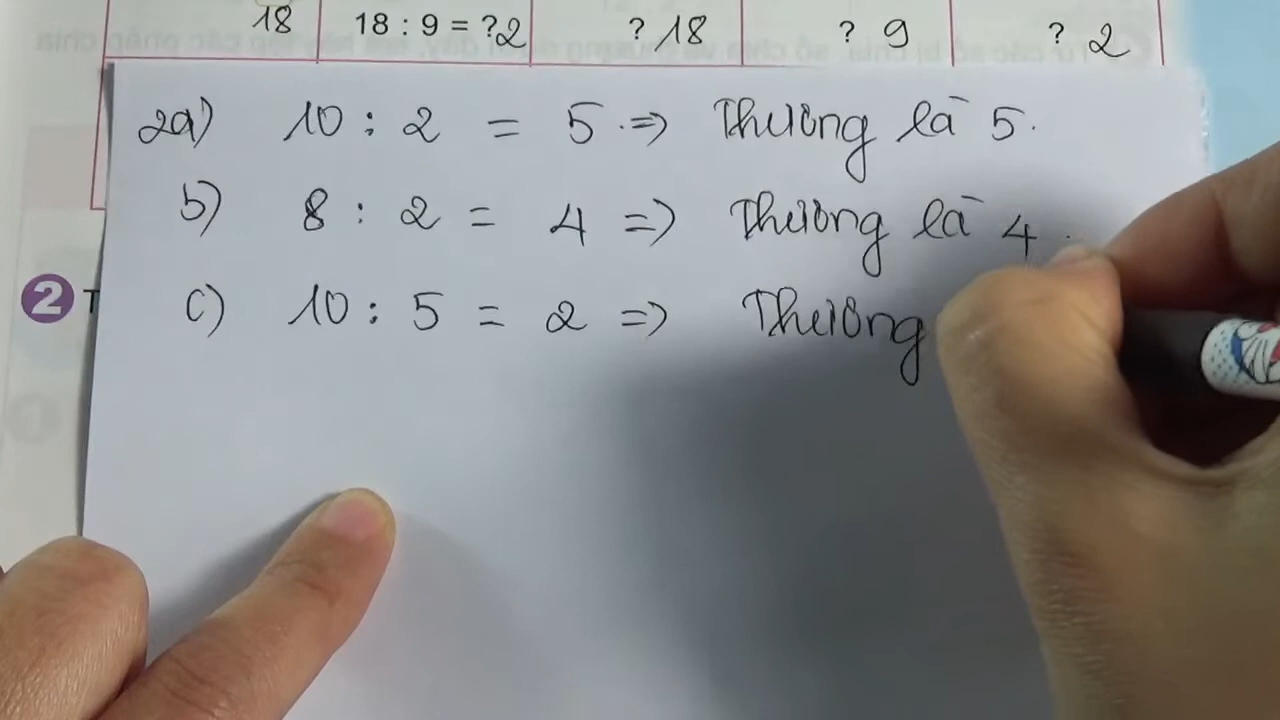 18 18 : 9 = ?2 ? 18 ? 9 ? 2
2a) 10 : 2 = 5 => Thương là 5.
b) 8 : 2 = 4 => Thương là 4.
c) 10 : 5 = 2 => Thương
2 T